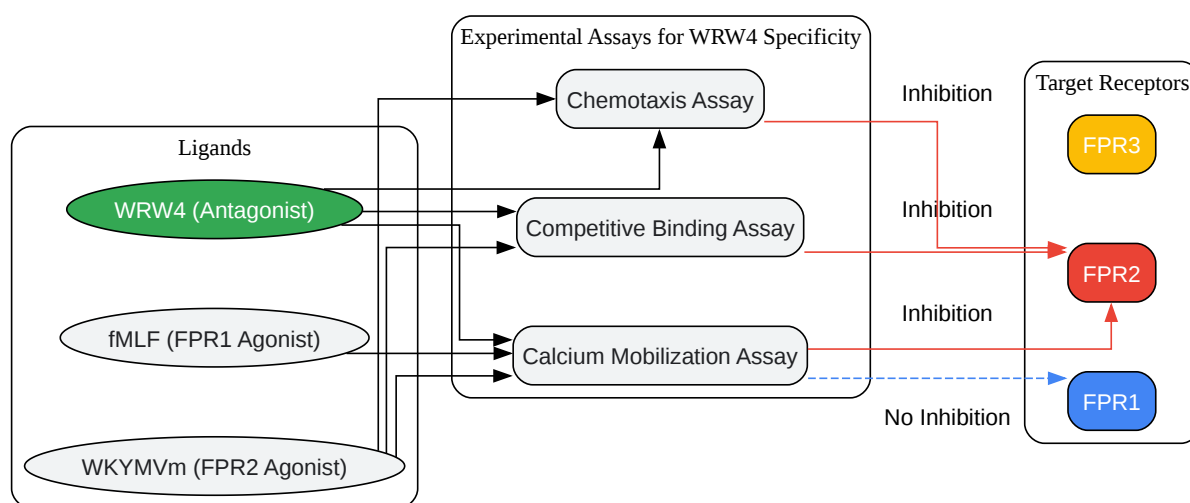 Experimental Assays for WRW4 Specificity
Chemotaxis Assay
Inhibition
Target Receptors
FPR3
Ligands
WRW4 (Antagonist)
Competitive Binding Assay
Inhibition
FPR2
fMLF (FPR1 Agonist)
Calcium Mobilization Assay
Inhibition
FPR1
No Inhibition
WKYMVm (FPR2 Agonist)